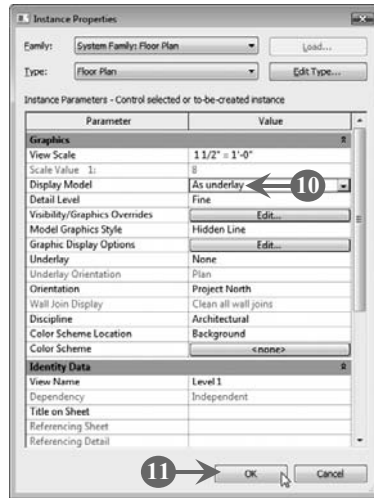 Instance Properties
Family: System Family: Floor Plan Load...
Type: Floor Plan Edit Type...
Instance Parameters - Control selected or to-be-created instance
Parameter Value
Graphics
View Scale 1 1/2" = 1'-0"
Scale Value 1: 8
Display Model As underlay 10
Detail Level Fine
Visibility/Graphics Overrides Edit...
Model Graphics Style Hidden Line
Graphic Display Options Edit...
Underlay None
Underlay Orientation Plan
Orientation Project North
Wall Join Display Clean all wall joins
Discipline Architectural
Color Scheme Location Background
Color Scheme <none>
Identity Data
View Name Level 1
Dependency Independent
Title on Sheet
Referencing Sheet
Referencing Detail
11 OK Cancel